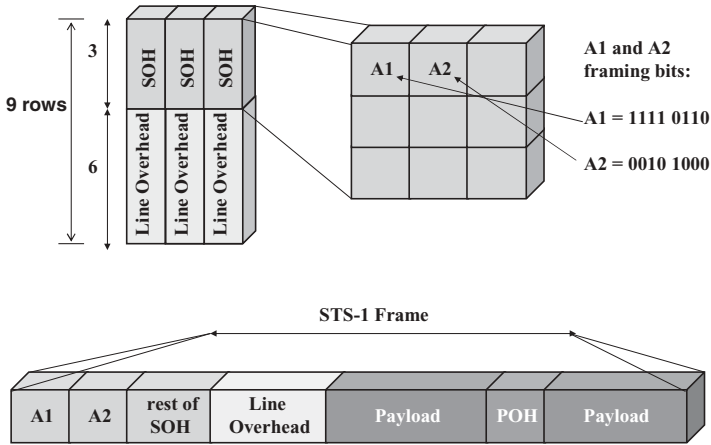 3
SOH SOH SOH
9 rows
6
Line Overhead Line Overhead Line Overhead
A1 A2
A1 and A2
framing bits:
A1 = 1111 0110
A2 = 0010 1000
STS-1 Frame
A1 A2 rest of SOH Line Overhead Payload POH Payload